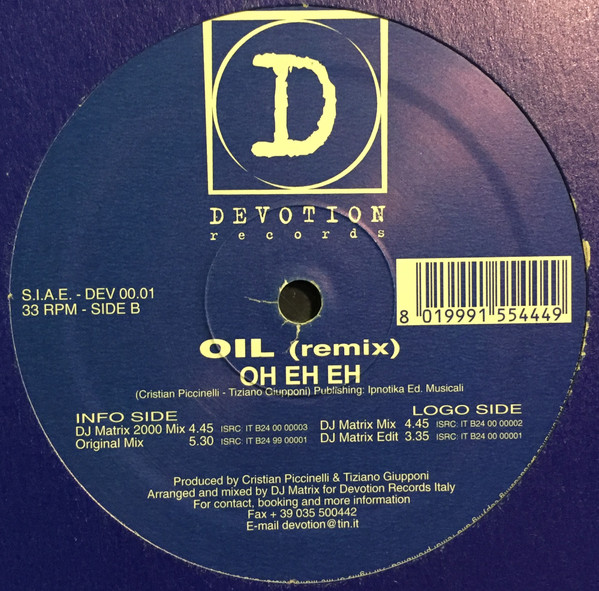 D
DEVOTION
records
S.I.A.E. - DEV 00.01
33 RPM - SIDE B
8 019991 554449
OIL (remix)
OH EH EH
(Cristian Piccinelli - Tiziano Giupponi) Publishing: Ipnotika Ed. Musicali
INFO SIDE
DJ Matrix 2000 Mix 4.45 ISRC: IT B24 00 00003
Original Mix 5.30 ISRC: IT B24 99 00001
LOGO SIDE
DJ Matrix Mix 4.45 ISRC: IT B24 00 00002
DJ Matrix Edit 3.35 ISRC: IT B24 00 00001
Produced by Cristian Piccinelli & Tiziano Giupponi
Arranged and mixed by DJ Matrix for Devotion Records Italy
For contact, booking and more information
Fax + 39 035 500442
E-mail devotion@tin.it